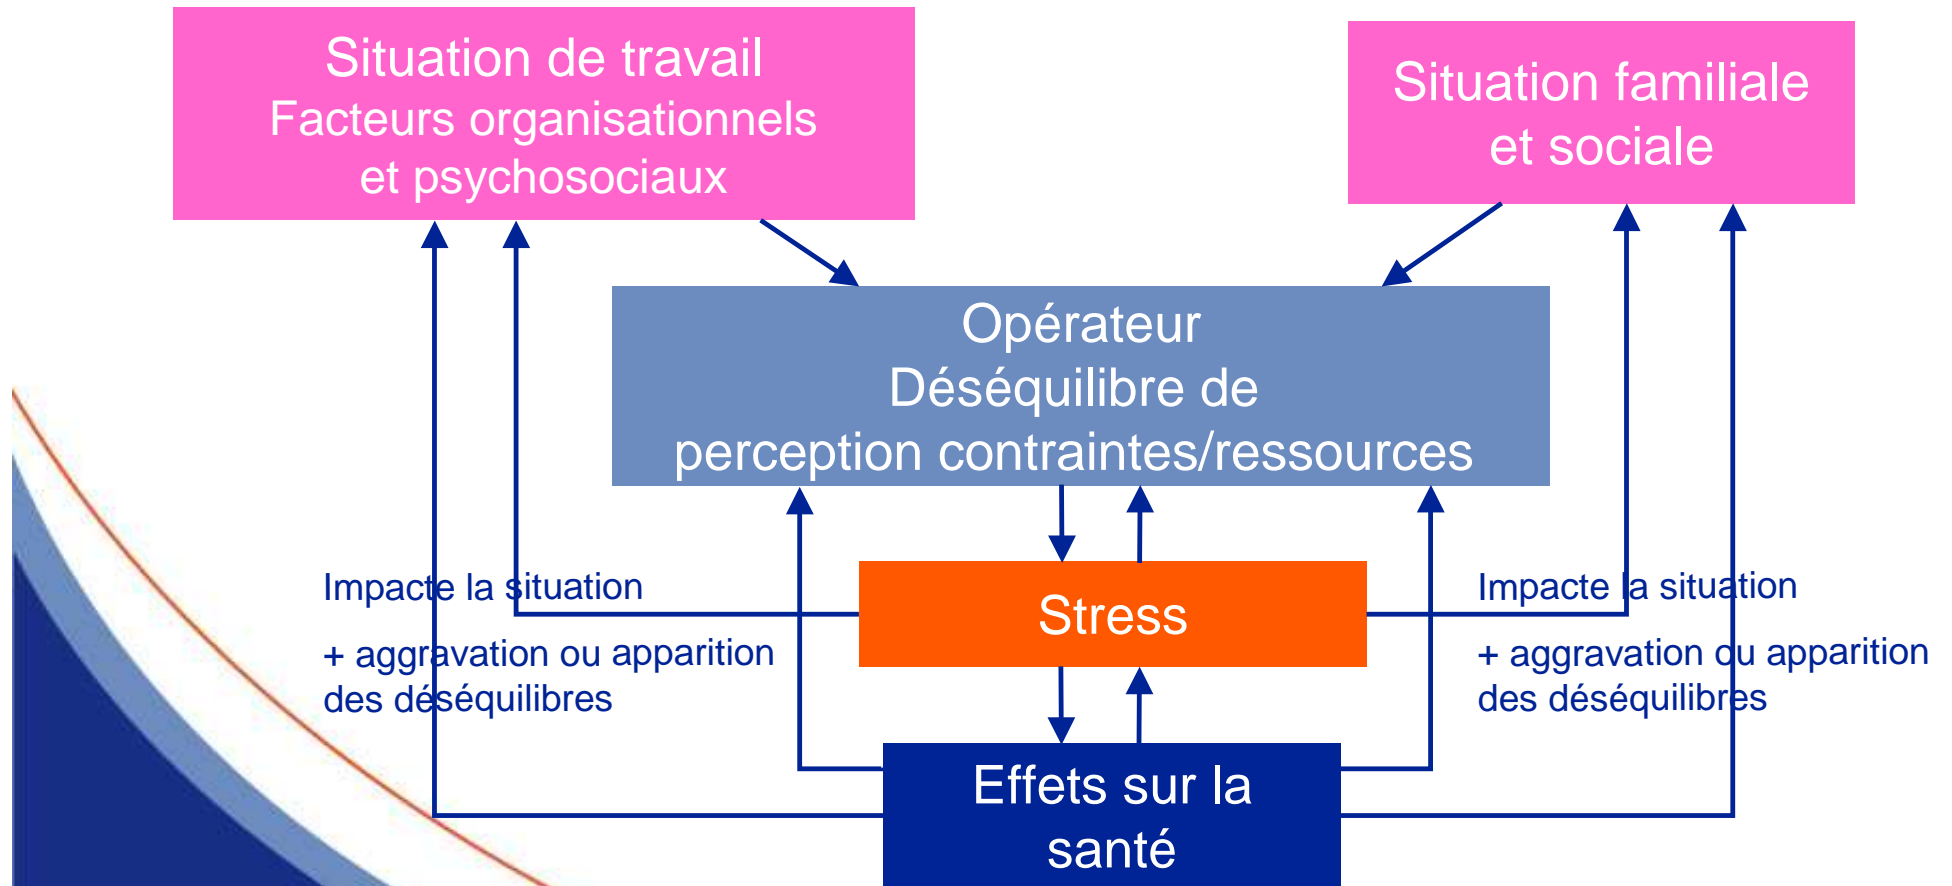 Situation de travail
Facteurs organisationnels
et psychosociaux
Situation familiale
et sociale
Opérateur
Déséquilibre de
perception contraintes/ressources
Impacte la situation
+ aggravation ou apparition
des déséquilibres
Stress
Impacte la situation
+ aggravation ou apparition
des déséquilibres
Effets sur la
santé